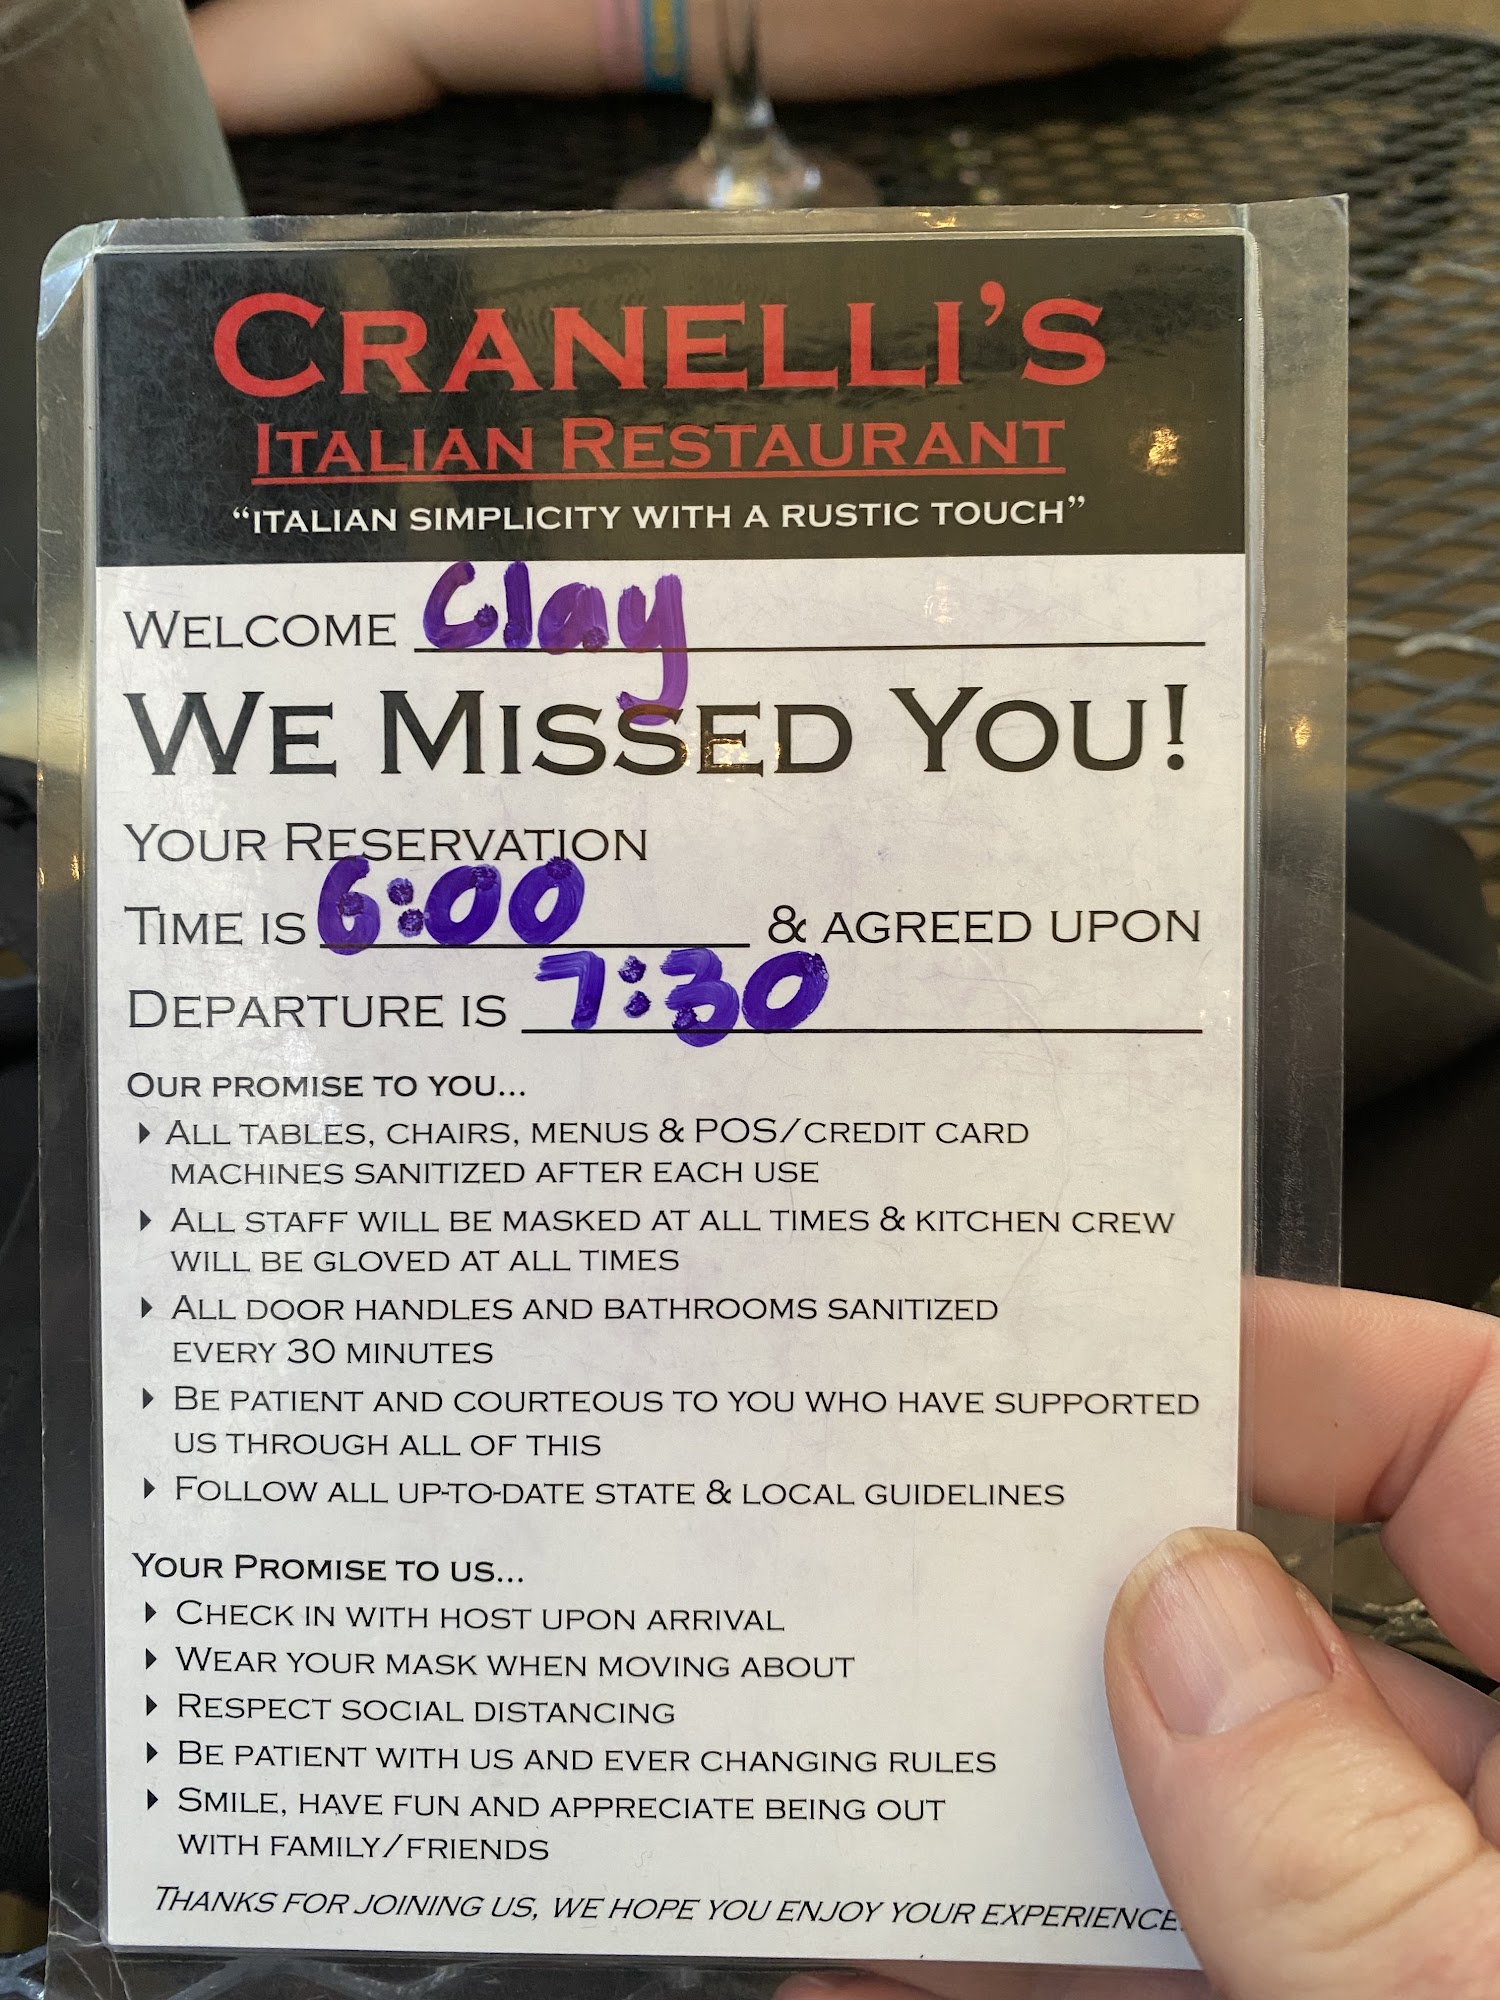 CRANELLI'S
ITALIAN RESTAURANT
"ITALIAN SIMPLICITY WITH A RUSTIC TOUCH"
WELCOME Clay
WE MISSED YOU!
YOUR RESERVATION
TIME IS 6:00 & AGREED UPON
DEPARTURE IS 7:30
OUR PROMISE TO YOU...
▸ ALL TABLES, CHAIRS, MENUS & POS/CREDIT CARD
MACHINES SANITIZED AFTER EACH USE
▸ ALL STAFF WILL BE MASKED AT ALL TIMES & KITCHEN CREW
WILL BE GLOVED AT ALL TIMES
▸ ALL DOOR HANDLES AND BATHROOMS SANITIZED
EVERY 30 MINUTES
▸ BE PATIENT AND COURTEOUS TO YOU WHO HAVE SUPPORTED
US THROUGH ALL OF THIS
▸ FOLLOW ALL UP-TO-DATE STATE & LOCAL GUIDELINES
YOUR PROMISE TO US...
▸ CHECK IN WITH HOST UPON ARRIVAL
▸ WEAR YOUR MASK WHEN MOVING ABOUT
▸ RESPECT SOCIAL DISTANCING
▸ BE PATIENT WITH US AND EVER CHANGING RULES
▸ SMILE, HAVE FUN AND APPRECIATE BEING OUT
WITH FAMILY/FRIENDS
THANKS FOR JOINING US, WE HOPE YOU ENJOY YOUR EXPERIENCE.